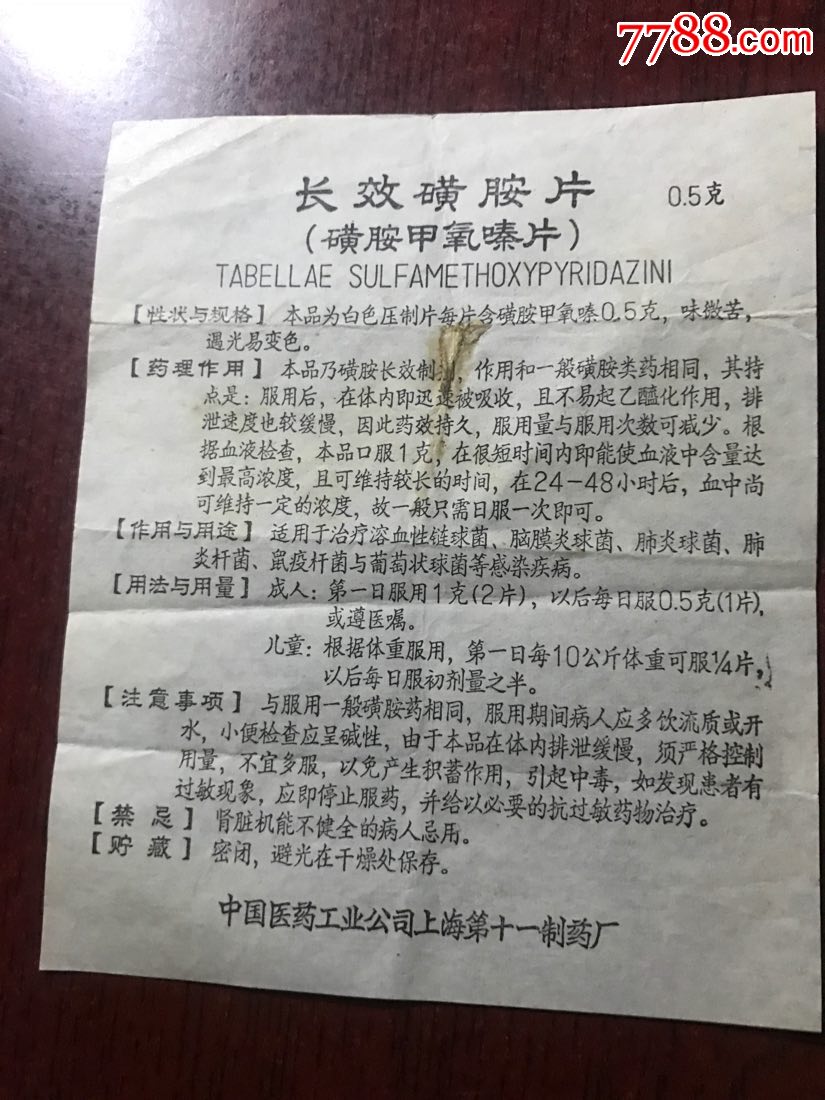 7788.com
长效磺胺片 0.5克
(磺胺甲氧嗪片)
TABELLAE SULFAMETHOXYPYRIDAZINI
【性状与规格】 本品为白色压制片每片含磺胺甲氧嗪0.5克，味微苦，
遇光易变色。
【药理作用】 本品乃磺胺长效制剂，作用和一般磺胺类药相同，其特
点是：服用后，在体内即迅速被吸收，且不易起乙醯化作用，排
泄速度也较缓慢，因此药效持久，服用量与服用次数可减少。根
据血液检查，本品口服1克，在很短时间内即能使血液中含量达
到最高浓度，且可维持较长的时间，在24-48小时后，血中尚
可维持一定的浓度，故一般只需日服一次即可。
【作用与用途】 适用于治疗溶血性链球菌、脑膜炎球菌、肺炎球菌、肺
炎杆菌、鼠疫杆菌与葡萄状球菌等感染疾病。
【用法与用量】 成人：第一日服用1克(2片)，以后每日服0.5克(1片)，
或遵医嘱。
儿童：根据体重服用，第一日每10公斤体重可服1/4片，
以后每日服初剂量之半。
【注意事项】 与服用一般磺胺药相同，服用期间病人应多饮流质或开
水，小便检查应呈碱性，由于本品在体内排泄缓慢，须严格控制
用量，不宜多服，以免产生积蓄作用，引起中毒，如发现患者有
过敏现象，应即停止服药，并给以必要的抗过敏药物治疗。
【禁忌】 肾脏机能不健全的病人忌用。
【贮藏】 密闭，避光在干燥处保存。
中国医药工业公司上海第十一制药厂